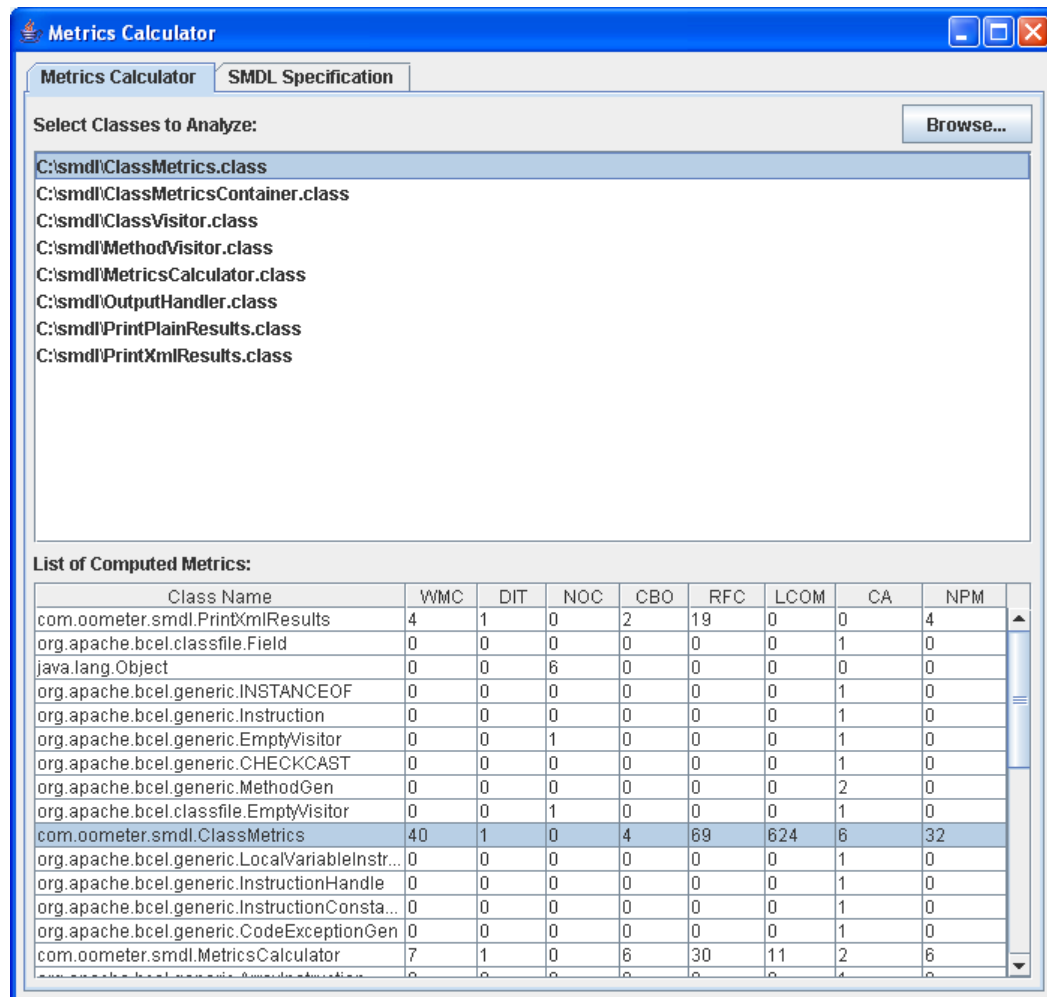 Metrics Calculator
Metrics Calculator SMDL Specification
Select Classes to Analyze: Browse...
C:\smdl\ClassMetrics.class
C:\smdl\ClassMetricsContainer.class
C:\smdl\ClassVisitor.class
C:\smdl\MethodVisitor.class
C:\smdl\MetricsCalculator.class
C:\smdl\OutputHandler.class
C:\smdl\PrintPlainResults.class
C:\smdl\PrintXmlResults.class
List of Computed Metrics:
Class Name WMC DIT NOC CBO RFC LCOM CA NPM
com.oometer.smdl.PrintXmlResults 4 1 0 2 19 0 0 4
org.apache.bcel.classfile.Field 0 0 0 0 0 0 1 0
java.lang.Object 0 0 6 0 0 0 0 0
org.apache.bcel.generic.INSTANCEOF 0 0 0 0 0 0 1 0
org.apache.bcel.generic.Instruction 0 0 0 0 0 0 1 0
org.apache.bcel.generic.EmptyVisitor 0 0 1 0 0 0 1 0
org.apache.bcel.generic.CHECKCAST 0 0 0 0 0 0 1 0
org.apache.bcel.generic.MethodGen 0 0 0 0 0 0 2 0
org.apache.bcel.classfile.EmptyVisitor 0 0 1 0 0 0 1 0
com.oometer.smdl.ClassMetrics 40 1 0 4 69 624 6 32
org.apache.bcel.generic.LocalVariableInstr... 0 0 0 0 0 0 1 0
org.apache.bcel.generic.InstructionHandle 0 0 0 0 0 0 1 0
org.apache.bcel.generic.InstructionConsta... 0 0 0 0 0 0 1 0
org.apache.bcel.generic.CodeExceptionGen 0 0 0 0 0 0 1 0
com.oometer.smdl.MetricsCalculator 7 1 0 6 30 11 2 6